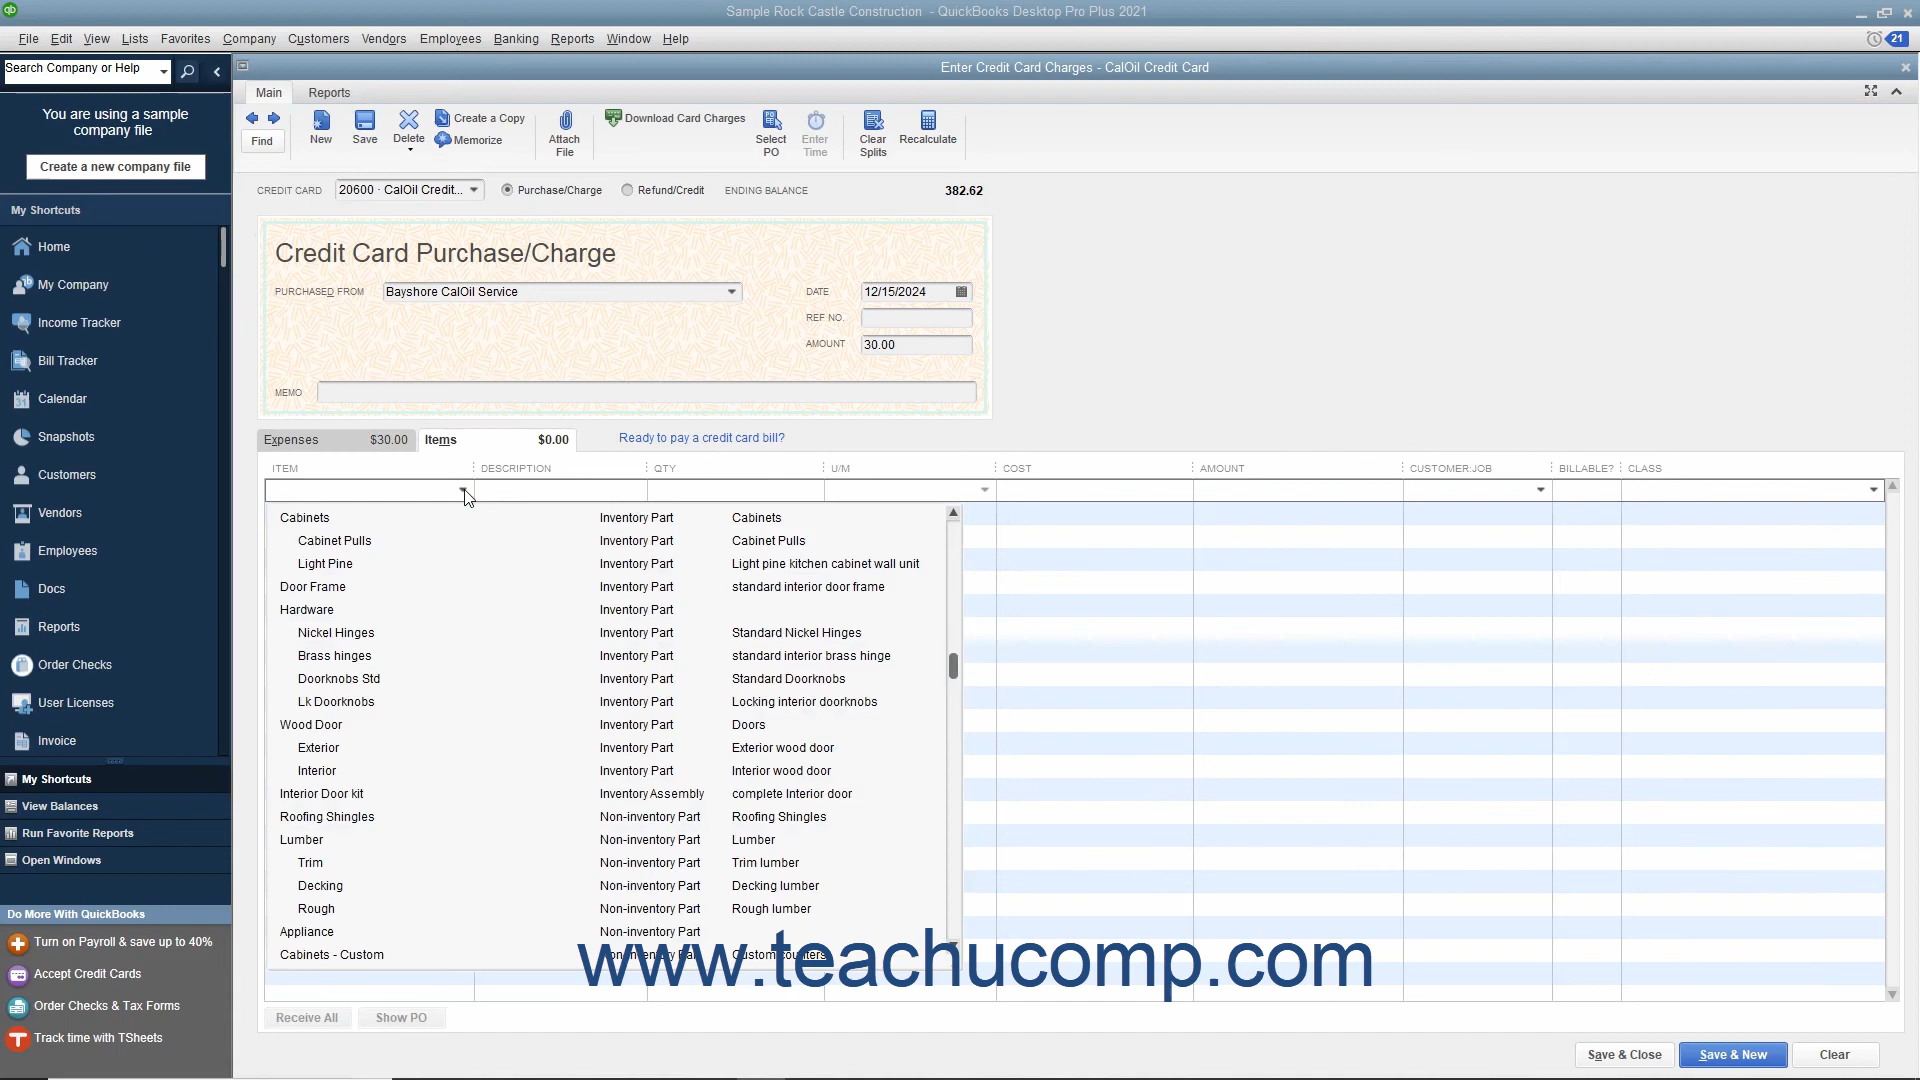 Sample Rock Castle Construction - QuickBooks Desktop Pro Plus 2021
File Edit View Lists Favorites Company Customers Vendors Employees Banking Reports Window Help
21
Search Company or Help
Enter Credit Card Charges - CalOil Credit Card
You are using a sample
company file
Create a new company file
My Shortcuts
Home
My Company
Income Tracker
Bill Tracker
Calendar
Snapshots
Customers
Vendors
Employees
Docs
Reports
Order Checks
User Licenses
Invoice
My Shortcuts
View Balances
Run Favorite Reports
Open Windows
Do More With QuickBooks
Turn on Payroll & save up to 40%
Accept Credit Cards
Order Checks & Tax Forms
Track time with TSheets
Main Reports
Find
New
Save
Delete
Create a Copy
Memorize
Attach
File
Download Card Charges
Select
PO
Enter
Time
Clear
Splits
Recalculate
CREDIT CARD 20600 · CalOil Credit... Purchase/Charge Refund/Credit ENDING BALANCE 382.62
Credit Card Purchase/Charge
PURCHASED FROM Bayshore CalOil Service DATE 12/15/2024
REF NO.
AMOUNT 30.00
MEMO
Expenses $30.00 Items $0.00 Ready to pay a credit card bill?
ITEM DESCRIPTION QTY U/M COST AMOUNT CUSTOMER:JOB BILLABLE? CLASS
Cabinets Inventory Part Cabinets
Cabinet Pulls Inventory Part Cabinet Pulls
Light Pine Inventory Part Light pine kitchen cabinet wall unit
Door Frame Inventory Part standard interior door frame
Hardware Inventory Part
Nickel Hinges Inventory Part Standard Nickel Hinges
Brass hinges Inventory Part standard interior brass hinge
Doorknobs Std Inventory Part Standard Doorknobs
Lk Doorknobs Inventory Part Locking interior doorknobs
Wood Door Inventory Part Doors
Exterior Inventory Part Exterior wood door
Interior Inventory Part Interior wood door
Interior Door kit Inventory Assembly complete Interior door
Roofing Shingles Non-inventory Part Roofing Shingles
Lumber Non-inventory Part Lumber
Trim Non-inventory Part Trim lumber
Decking Non-inventory Part Decking lumber
Rough Non-inventory Part Rough lumber
Appliance Non-inventory Part
Cabinets - Custom Non-inventory Part Custom counters
www.teachucomp.com
Receive All Show PO
Save & Close Save & New Clear